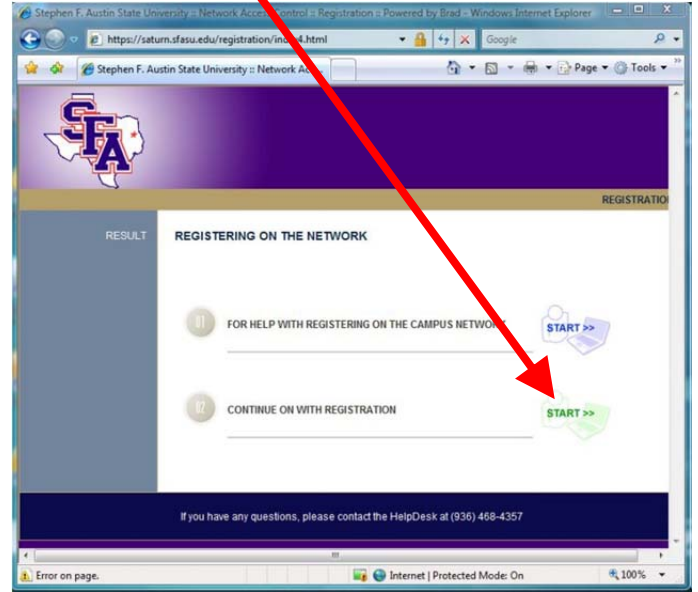 Stephen F. Austin State University :: Network Access Control :: Registration :: Powered by Brad - Windows Internet Explorer
https://saturn.sfasu.edu/registration/ 4.html
Google
Stephen F. Austin State University :: Network Ac...
Page
Tools
SFA
REGISTRATIO
RESULT
REGISTERING ON THE NETWORK
01
FOR HELP WITH REGISTERING ON THE CAMPUS NETWORK
START >>
02
CONTINUE ON WITH REGISTRATION
START >>
If you have any questions, please contact the HelpDesk at (936) 468-4357
Error on page.
Internet | Protected Mode: On
100%